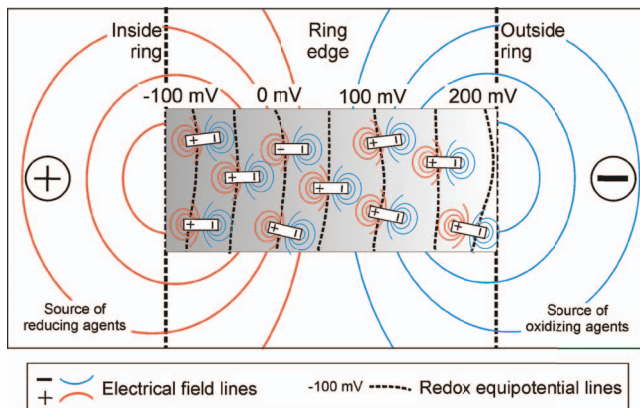 Inside
ring
Ring
edge
Outside
ring
-100 mV
0 mV
100 mV
200 mV
+
−
Source of
reducing agents
Source of
oxidizing agents
−
+
Electrical field lines
-100 mV
Redox equipotential lines